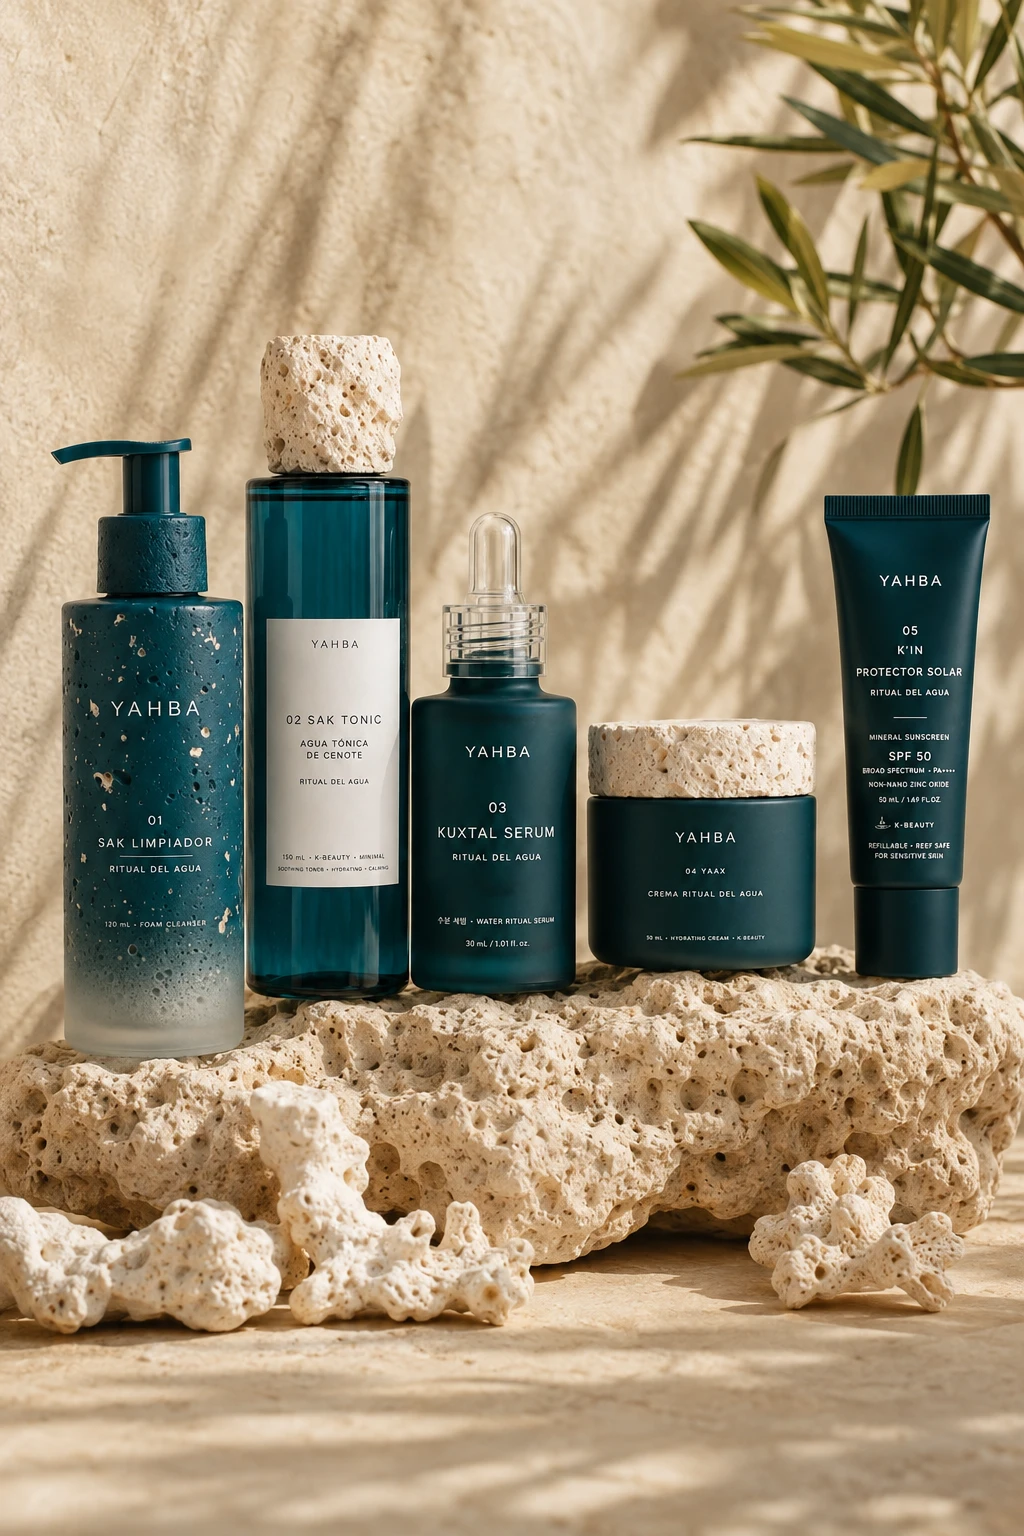 YAHBA
01
SAK LIMPIADOR
RITUAL DEL AGUA
120 mL • FOAM CLEANSER
YAHBA
02 SAK TONIC
AGUA TÓNICA
DE CENOTE
RITUAL DEL AGUA
150 mL • K-BEAUTY • MINIMAL
SOOTHING TONER • HYDRATING • CALMING
YAHBA
03
KUXTAL SERUM
RITUAL DEL AGUA
수분 세럼 • WATER RITUAL SERUM
30 mL / 1.01 fl. oz.
YAHBA
04 YAAX
CREMA RITUAL DEL AGUA
50 mL • HYDRATING CREAM • K BEAUTY
YAHBA
05
K'IN
PROTECTOR SOLAR
RITUAL DEL AGUA
MINERAL SUNSCREEN
SPF 50
BROAD SPECTRUM • PA++++
NON-NANO ZINC OXIDE
50 mL / 1.69 FL.OZ.
K-BEAUTY
REFILLABLE • REEF SAFE
FOR SENSITIVE SKIN